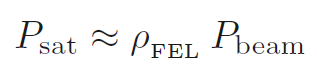 P_sat ≈ ρ_FEL P_beam